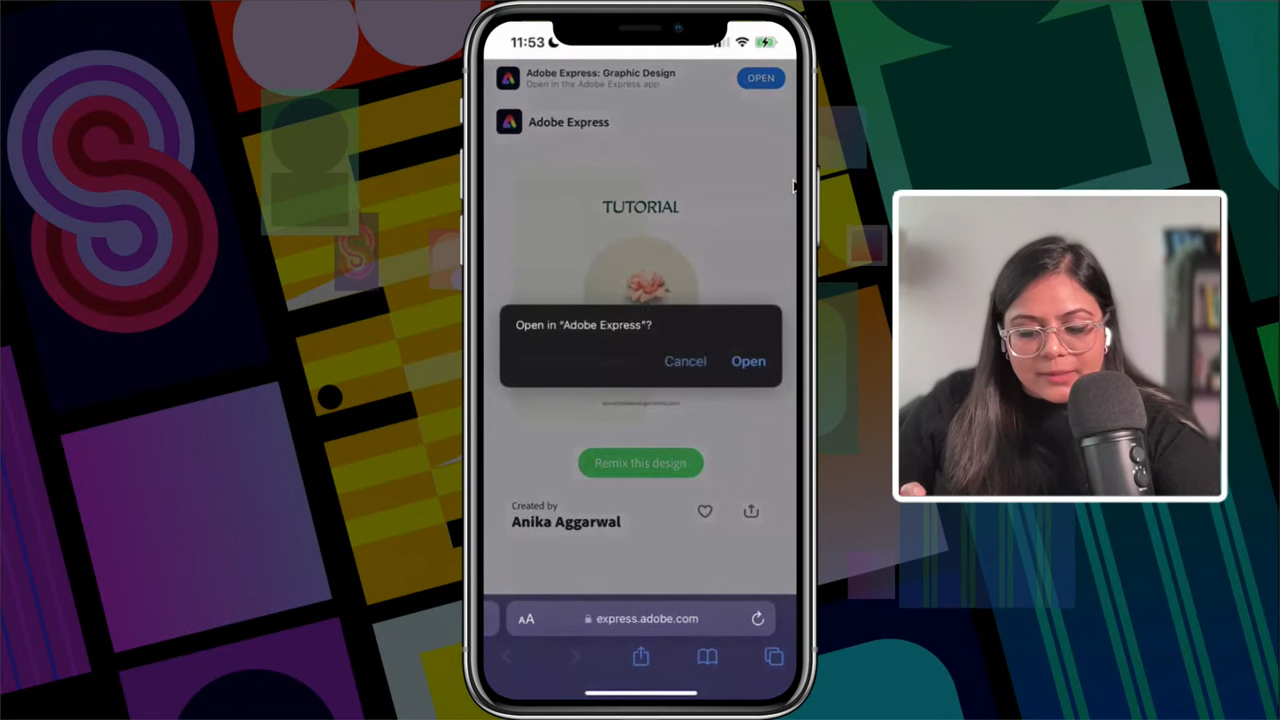 11:53
Adobe Express: Graphic Design
Open in the Adobe Express app
OPEN
Adobe Express
TUTORIAL
Open in “Adobe Express”?
Cancel
Open
Remix this design
Created by
Anika Aggarwal
AA
express.adobe.com